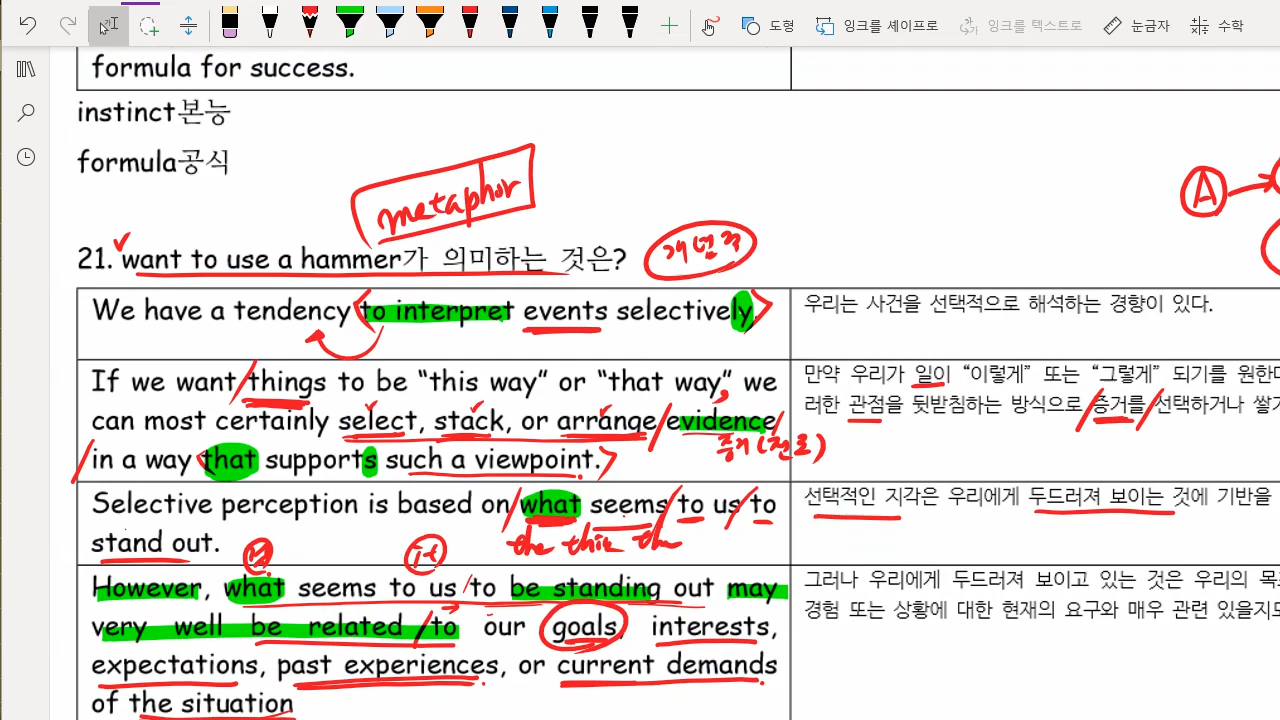 도형 잉크를 셰이프로 잉크를 텍스트로 눈금자 수학
formula for success.
instinct본능
formula공식
metaphor
A
21. want to use a hammer가 의미하는 것은?
개념적
We have a tendency to interpret events selectively.
우리는 사건을 선택적으로 해석하는 경향이 있다.
If we want things to be “this way” or “that way”, we
can most certainly select, stack, or arrange evidence
in a way that supports such a viewpoint.
만약 우리가 일이 “이렇게” 또는 “그렇게” 되기를 원한다
러한 관점을 뒷받침하는 방식으로 증거를 선택하거나 쌓
Selective perception is based on what seems to us to
stand out.
선택적인 지각은 우리에게 두드러져 보이는 것에 기반을
However, what seems to us to be standing out may
very well be related to our goals, interests,
expectations, past experiences, or current demands
of the situation
그러나 우리에게 두드러져 보이고 있는 것은 우리의 목
경험 또는 상황에 대한 현재의 요구와 매우 관련 있을지